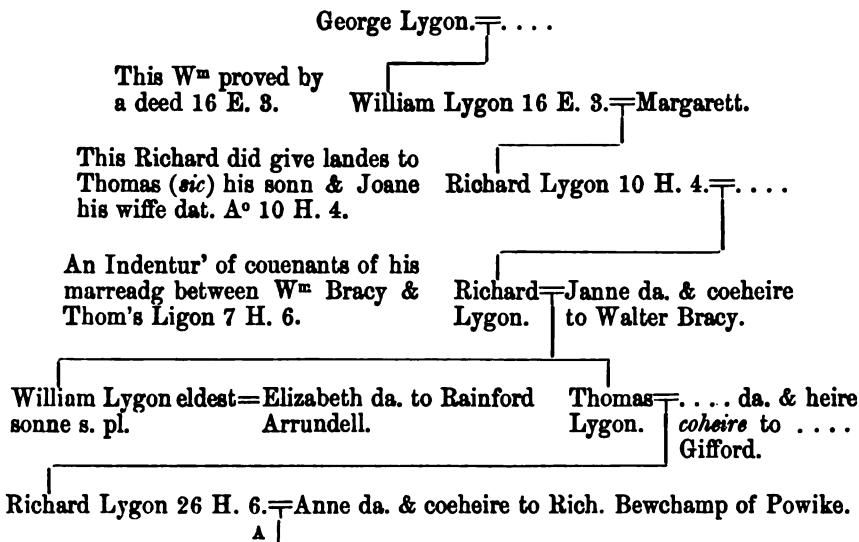 George Lygon. . . . .
This Wᵐ proved by
a deed 16 E. 3.
William Lygon 16 E. 3. Margarett.
This Richard did give landes to
Thomas (sic) his sonn & Joane
his wiffe dat. Aº 10 H. 4.
Richard Lygon 10 H. 4. . . . .
An Indentur' of couenants of his
marreadg between Wᵐ Bracy &
Thom's Ligon 7 H. 6.
Richard = Janne da. & coeheire
Lygon. to Walter Bracy.
William Lygon eldest = Elizabeth da. to Rainford
sonne s. pl. Arrundell.
Thomas = . . . . da. & heire
Lygon. coheire to . . . .
Gifford.
Richard Lygon 26 H. 6. = Anne da. & coeheire to Rich. Bewchamp of Powike.
A